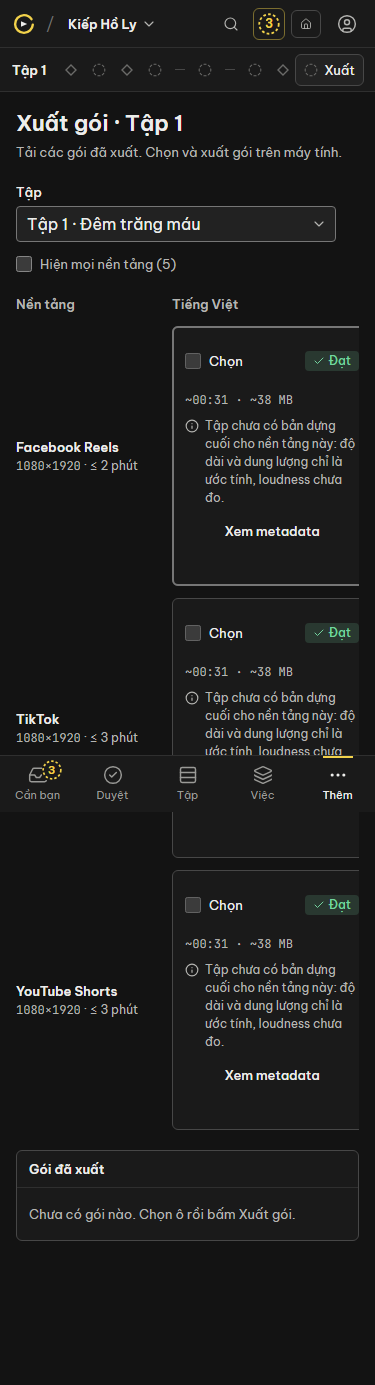 Kiếp Hồ Ly
3
Tập 1
Xuất
Xuất gói · Tập 1
Tải các gói đã xuất. Chọn và xuất gói trên máy tính.
Tập
Tập 1 · Đêm trăng máu
Hiện mọi nền tảng (5)
Nền tảng
Tiếng Việt
Facebook Reels
1080×1920 · ≤ 2 phút
Chọn
Đạt
~00:31 · ~38 MB
Tập chưa có bản dựng
cuối cho nền tảng này: độ
dài và dung lượng chỉ là
ước tính, loudness chưa
đo.
Xem metadata
TikTok
1080×1920 · ≤ 3 phút
Chọn
Đạt
~00:31 · ~38 MB
Tập chưa có bản dựng
cuối cho nền tảng này: độ
dài và dung lượng chỉ là
ước tính, loudness chưa
3
Cần bạn
Duyệt
Tập
Việc
Thêm
YouTube Shorts
1080×1920 · ≤ 3 phút
Chọn
Đạt
~00:31 · ~38 MB
Tập chưa có bản dựng
cuối cho nền tảng này: độ
dài và dung lượng chỉ là
ước tính, loudness chưa
đo.
Xem metadata
Gói đã xuất
Chưa có gói nào. Chọn ô rồi bấm Xuất gói.